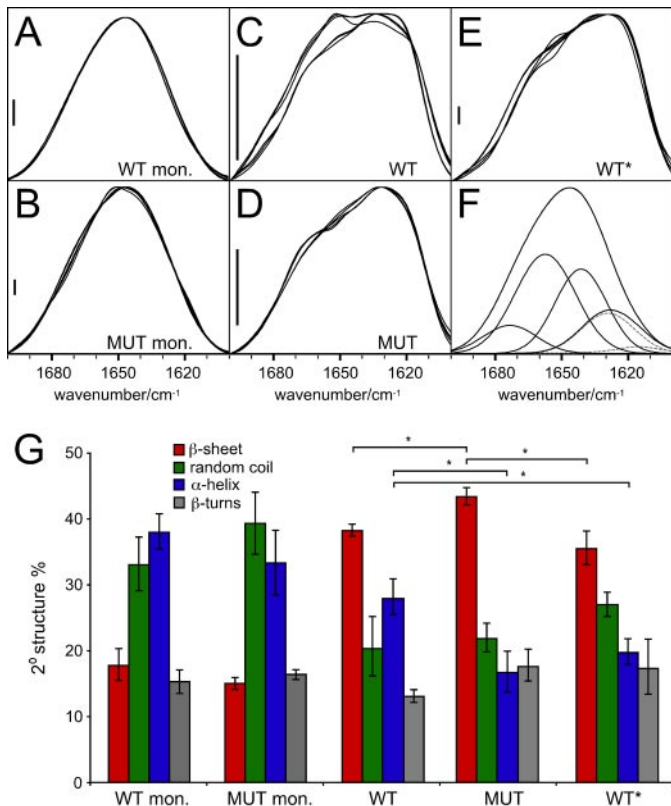 A
C
E
WT mon.
WT
WT*
B
D
F
MUT mon.
MUT
1680 1650 1620 1680 1650 1620 1680 1650 1620
wavenumber/cm⁻¹ wavenumber/cm⁻¹ wavenumber/cm⁻¹
G
β-sheet
random coil
α-helix
β-turns
*
*
*
*
50
40
30
20
10
0
2⁰ structure %
WT mon. MUT mon. WT MUT WT*